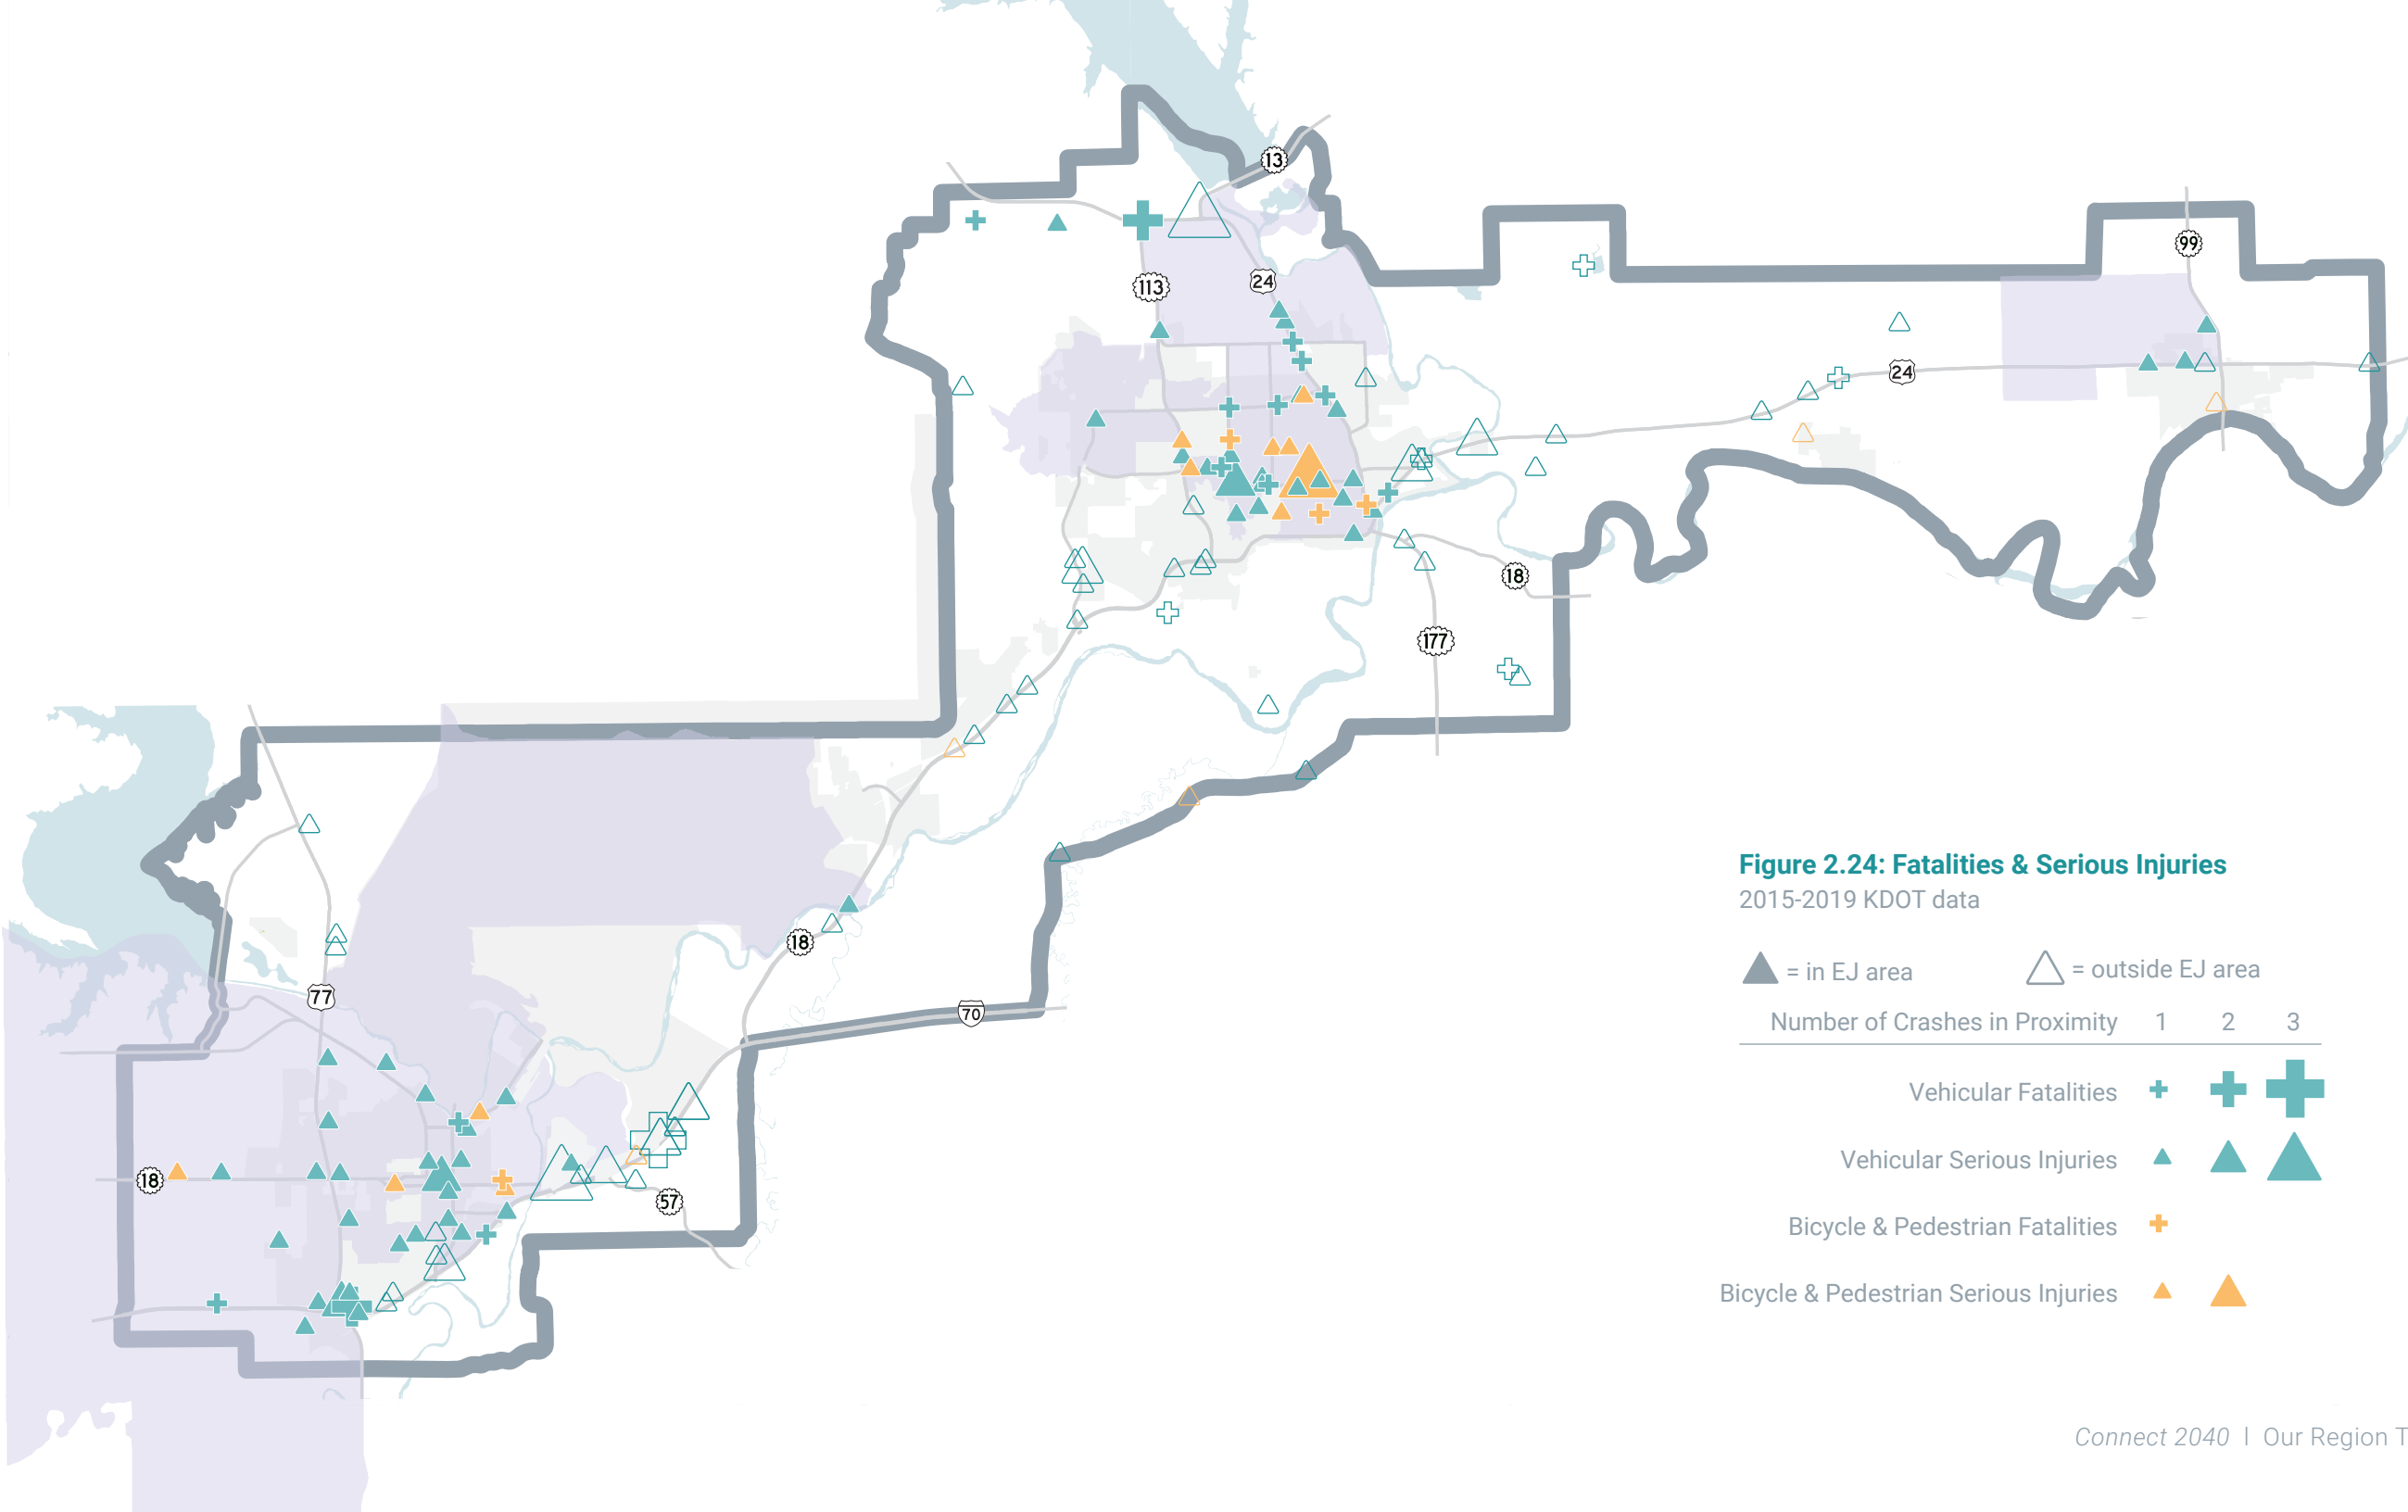 13
99
113
24
24
18
177
Figure 2.24: Fatalities & Serious Injuries
2015-2019 KDOT data
18
= in EJ area
= outside EJ area
77
70
Number of Crashes in Proximity 1 2 3
Vehicular Fatalities
Vehicular Serious Injuries
18
57
Bicycle & Pedestrian Fatalities
Bicycle & Pedestrian Serious Injuries
Connect 2040 | Our Region T